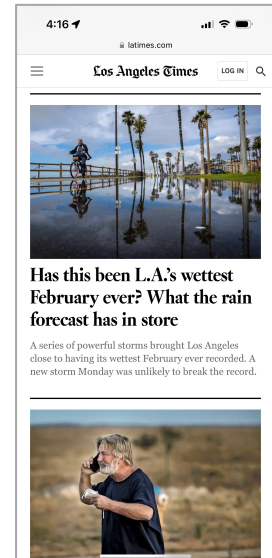 4:16
latimes.com
Los Angeles Times
LOG IN
Has this been L.A.’s wettest
February ever? What the rain
forecast has in store
A series of powerful storms brought Los Angeles
close to having its wettest February ever recorded. A
new storm Monday was unlikely to break the record.